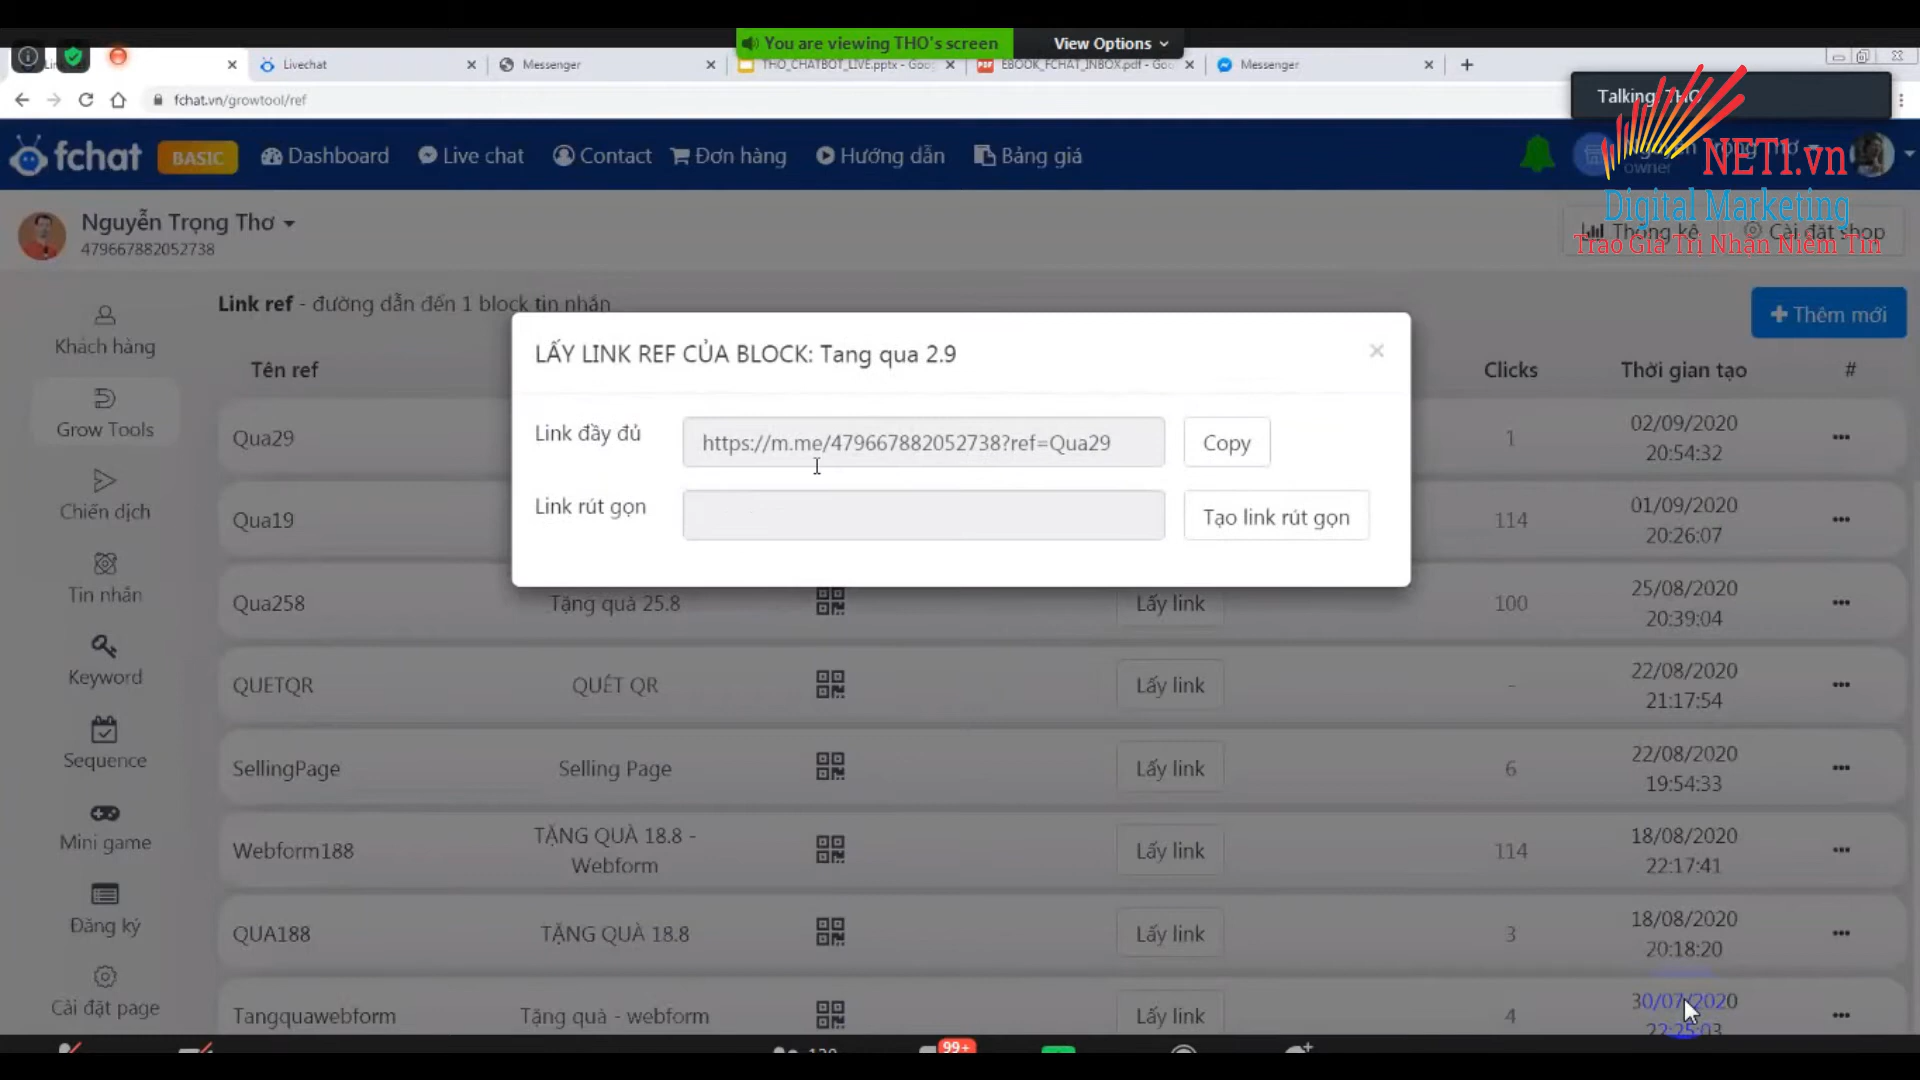 You are viewing THO's screen
View Options
Livechat
Messenger
THO_CHATBOT_LIVE.pptx - Goog
EBOOK_FCHAT_INBOX.pdf - Goo
Messenger
fchat.vn/growtool/ref
Talking: THO
fchat
BASIC
Dashboard
Live chat
Contact
Đơn hàng
Hướng dẫn
Bảng giá
owner
NET1.vn
Digital Marketing
Trao Giá Trị Nhận Niềm Tin
Nguyễn Trọng Thơ
479667882052738
Thống kê
Cài đặt shop
Link ref - đường dẫn đến 1 block tin nhắn
Thêm mới
Khách hàng
Grow Tools
Chiến dịch
Tin nhắn
Keyword
Sequence
Mini game
Đăng ký
Cài đặt page
Tên ref
Clicks
Thời gian tạo
#
LẤY LINK REF CỦA BLOCK: Tang qua 2.9
×
Link đầy đủ
https://m.me/479667882052738?ref=Qua29
Copy
Link rút gọn
Tạo link rút gọn
Qua29
1
02/09/2020
20:54:32
Qua19
114
01/09/2020
20:26:07
Qua258
Tặng quà 25.8
Lấy link
100
25/08/2020
20:39:04
QUETQR
QUÉT QR
Lấy link
-
22/08/2020
21:17:54
SellingPage
Selling Page
Lấy link
6
22/08/2020
19:54:33
Webform188
TẶNG QUÀ 18.8 -
Webform
Lấy link
114
18/08/2020
22:17:41
QUA188
TẶNG QUÀ 18.8
Lấy link
3
18/08/2020
20:18:20
Tangquawebform
Tặng quà - webform
Lấy link
4
30/07/2020
22:25:03
99+